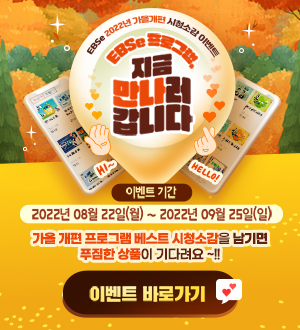 EBSe 2022년 가을개편 시청소감 이벤트
EBSe 프로그램
지금
만나러
갑니다
HI~
HELLO!
이벤트 기간
2022년 08월 22일(월) ~ 2022년 09월 25일(일)
가을 개편 프로그램 베스트 시청소감을 남기면
푸짐한 상품이 기다려요 ~!!
이벤트 바로가기